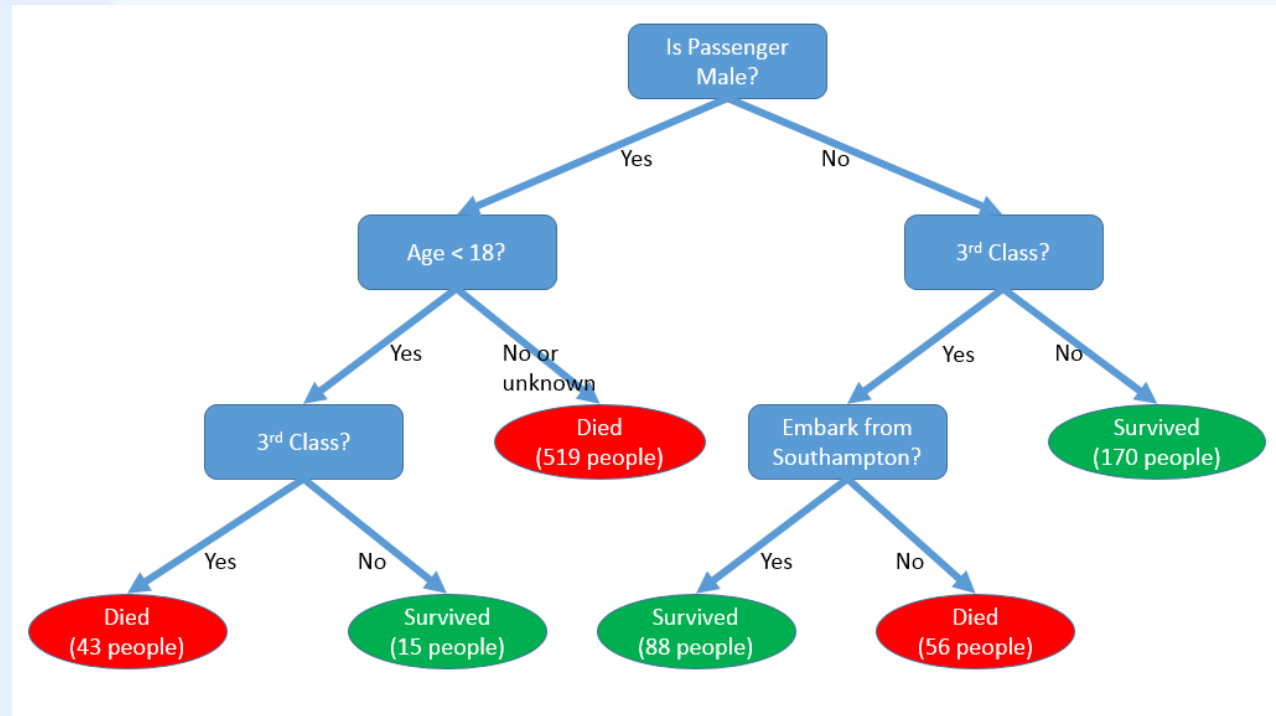 Is Passenger
Male?
Yes
No
Age < 18?
3rd Class?
Yes
No or
unknown
Yes
No
3rd Class?
Died
(519 people)
Embark from
Southampton?
Survived
(170 people)
Yes
No
Yes
No
Died
(43 people)
Survived
(15 people)
Survived
(88 people)
Died
(56 people)